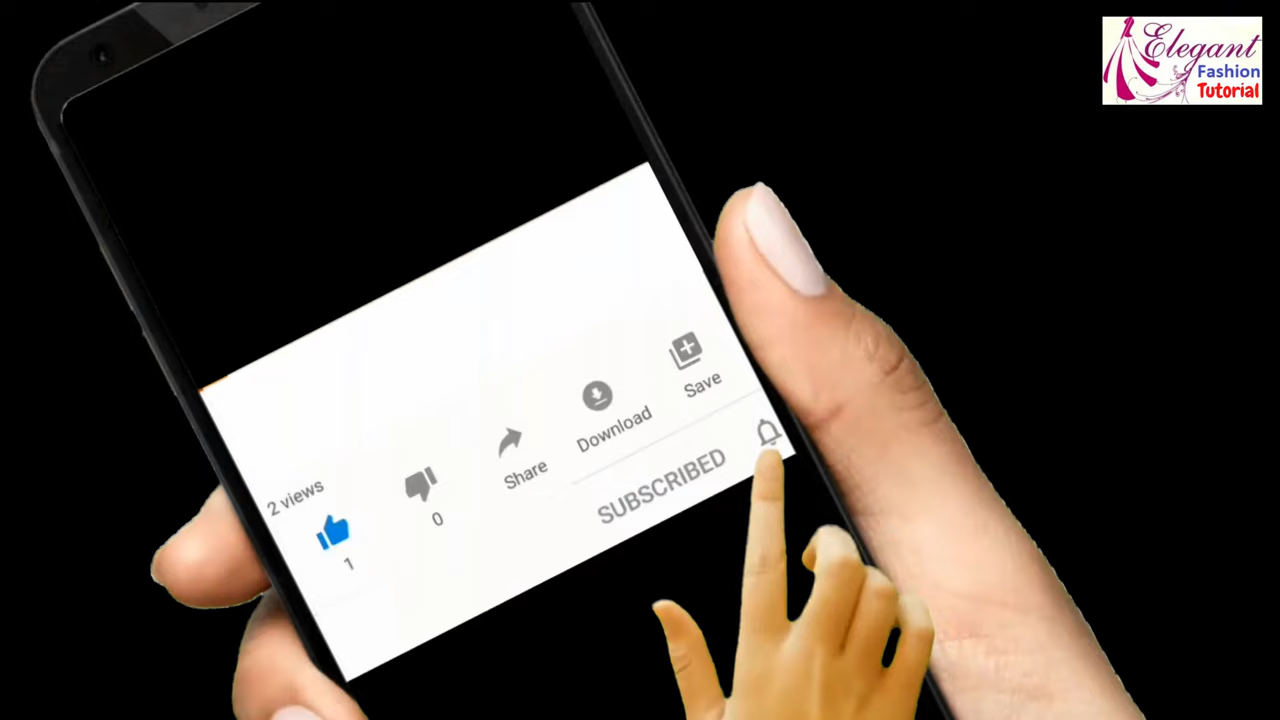 Elegant
Fashion
Tutorial
Save
Download
Share
2 views
0
1
SUBSCRIBED